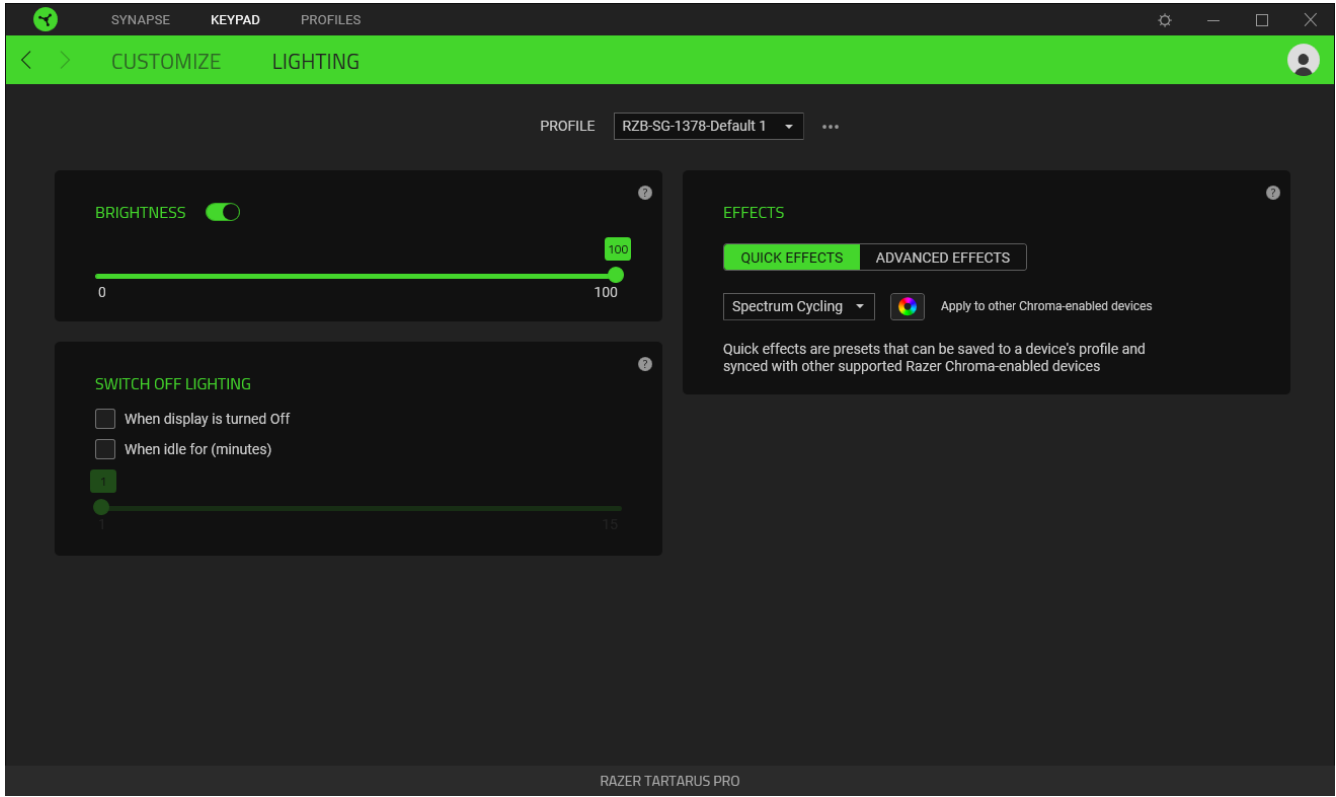 SYNAPSE KEYPAD PROFILES
CUSTOMIZE LIGHTING
PROFILE RZB-SG-1378-Default 1
BRIGHTNESS
100
0 100
SWITCH OFF LIGHTING
When display is turned Off
When idle for (minutes)
1
1 15
EFFECTS
QUICK EFFECTS ADVANCED EFFECTS
Spectrum Cycling Apply to other Chroma-enabled devices
Quick effects are presets that can be saved to a device's profile and
synced with other supported Razer Chroma-enabled devices
RAZER TARTARUS PRO